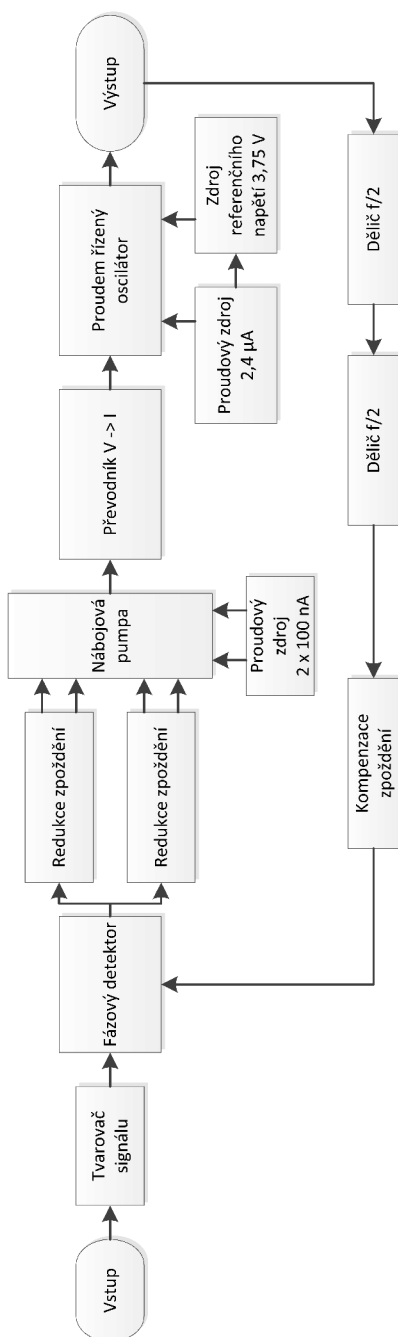 Vstup
Tvarovač
signálu
Fázový detektor
Redukce zpoždění
Redukce zpoždění
Nábojová
pumpa
Proudový
zdroj
2 x 100 nA
Převodník V -> I
Proudem řízený
oscilátor
Proudový zdroj
2,4 µA
Zdroj
referenčního
napětí 3,75 V
Výstup
Dělič f/2
Dělič f/2
Kompenzace
zpoždění